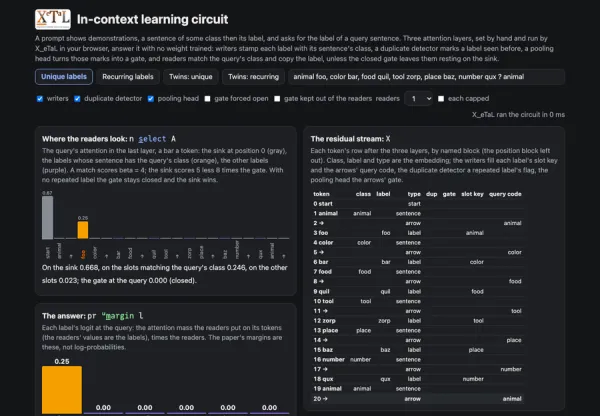 XTL
In-context learning circuit
A prompt shows demonstrations, a sentence of some class then its label, and asks for the label of a query sentence. Three attention layers, set by hand and run by
X_eTaL in your browser, answer it with no weight trained: writers stamp each label with its sentence's class, a duplicate detector marks a label seen before, a pooling
head turns those marks into a gate, and readers match the query's class and copy the label, unless the closed gate leaves them resting on the sink.
Unique labels Recurring labels Twins: unique Twins: recurring animal foo, color bar, food quil, tool zorp, place baz, number qux ? animal
writers duplicate detector pooling head gate forced open gate kept out of the readers readers 1 each capped
X_eTaL ran the circuit in 0 ms
Where the readers look: n select A
The query's attention in the last layer, a bar a token: the sink at position 0 (gray),
the labels whose sentence has the query's class (orange), the other labels
(purple). A match scores beta = 4; the sink scores 5 less 8 times the gate. With
no repeated label the gate stays closed and the sink wins.
0.67
0.25
start animal → foo color → bar food → quil tool → zorp place → baz number → qux animal →
On the sink 0.668, on the slots matching the query's class 0.246, on the other
slots 0.023; the gate at the query 0.000 (closed).
The answer: pr "margin l
Each label's logit at the query: the attention mass the readers put on its tokens
(the readers' values are the labels), times the readers. The paper's margins are
these, not log-probabilities.
0.25 0.00 0.00 0.00 0.00 0.00
The residual stream: X
Each token's row after the three layers, by named block (the position block left
out). Class, label and type are the embedding; the writers fill each label's slot key
and the arrows' query code, the duplicate detector a repeated label's flag, the
pooling head the arrows' gate.
token class label type dup gate slot key query code
0 start start
1 animal animal sentence
2 → arrow animal
3 foo foo label animal
4 color color sentence
5 → arrow color
6 bar bar label color
7 food food sentence
8 → arrow food
9 quil quil label food
10 tool tool sentence
11 → arrow tool
12 zorp zorp label tool
13 place place sentence
14 → arrow place
15 baz baz label place
16 number number sentence
17 → arrow number
18 qux qux label number
19 animal animal sentence
20 → arrow animal